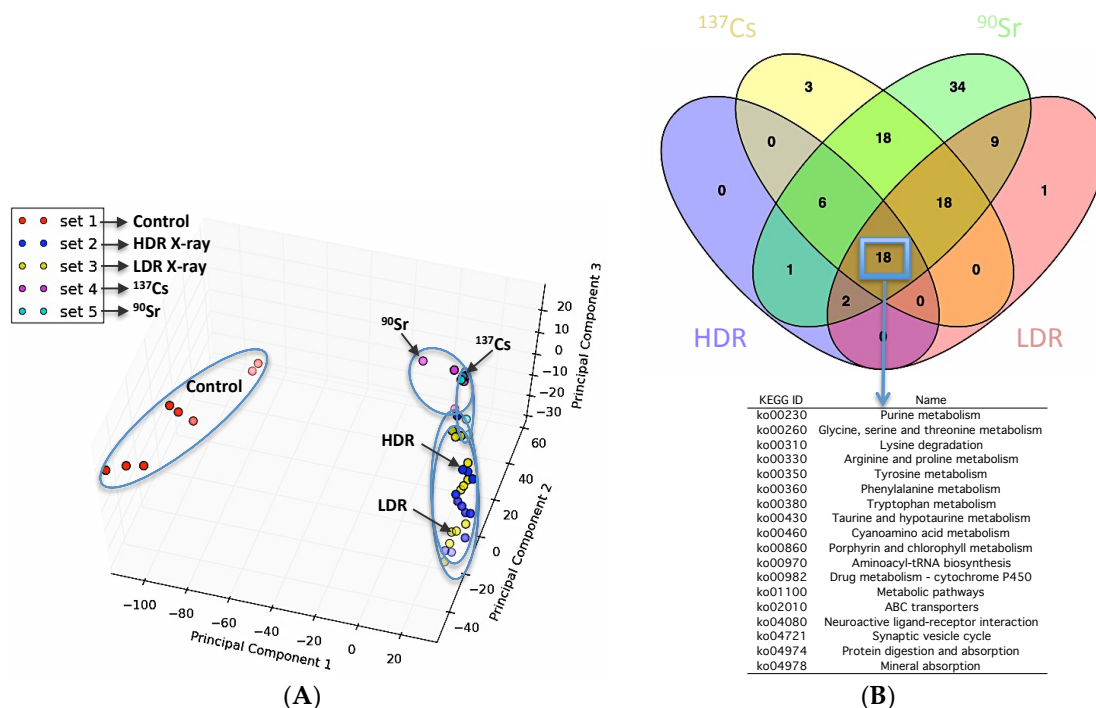 set 1 Control
set 2 HDR X-ray
set 3 LDR X-ray
set 4 ¹³⁷Cs
set 5 ⁹⁰Sr
Control
⁹⁰Sr
¹³⁷Cs
HDR
LDR
20
10
0
−10
−20
−30
Principal Component 3
60
40
20
0
−20
−40
Principal Component 2
−100 −80 −60 −40 −20 0 20
Principal Component 1
(A)
¹³⁷Cs ⁹⁰Sr
3 34
0 18 9
0 6 18 1
18
1 0
2 0
0
HDR LDR
KEGG ID Name
ko00230 Purine metabolism
ko00260 Glycine, serine and threonine metabolism
ko00310 Lysine degradation
ko00330 Arginine and proline metabolism
ko00350 Tyrosine metabolism
ko00360 Phenylalanine metabolism
ko00380 Tryptophan metabolism
ko00430 Taurine and hypotaurine metabolism
ko00460 Cyanoamino acid metabolism
ko00860 Porphyrin and chlorophyll metabolism
ko00970 Aminoacyl-tRNA biosynthesis
ko00982 Drug metabolism - cytochrome P450
ko01100 Metabolic pathways
ko02010 ABC transporters
ko04080 Neuroactive ligand-receptor interaction
ko04721 Synaptic vesicle cycle
ko04974 Protein digestion and absorption
ko04978 Mineral absorption
(B)